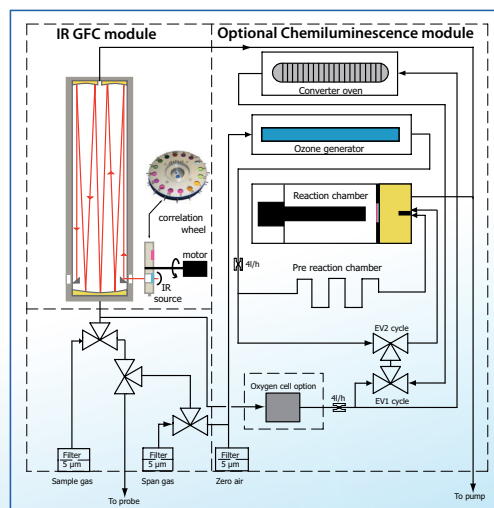 IR GFC module
Optional Chemiluminescence module
Converter oven
Ozone generator
correlation
wheel
motor
IR
source
Reaction chamber
4l/h
Pre reaction chamber
EV2 cycle
Oxygen cell option
4l/h
EV1 cycle
Filter
5 µm
Filter
5 µm
Filter
5 µm
Sample gas
Span gas
Zero air
To probe
To pump